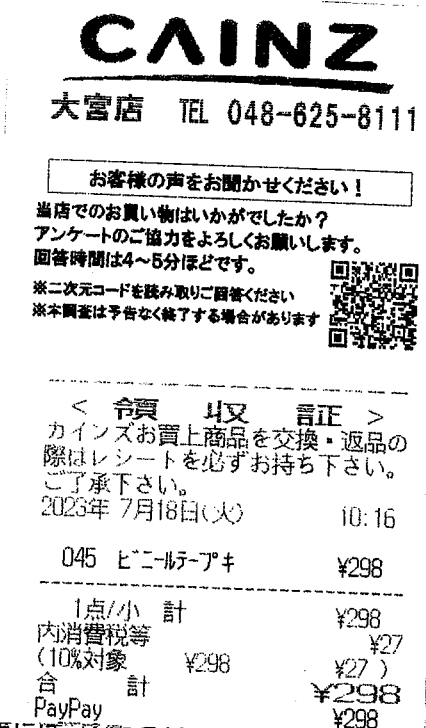 CAINZ
大宮店 TEL 048-625-8111
お客様の声をお聞かせください！
当店でのお買い物はいかがでしたか？
アンケートのご協力をよろしくお願いします。
回答時間は4～5分ほどです。
※二次元コードを読み取りご回答ください
※本調査は予告なく終了する場合があります
＜ 領 収 証 ＞
カインズお買上商品を交換・返品の
際はレシートを必ずお持ち下さい。
ご了承下さい。
2023年 7月18日(火) 10:16
045 ビニールテープキ ¥298
1点/小 計 ¥298
内消費税等 ¥27
(10%対象 ¥298 ¥27 )
合 計 ¥298
PayPay ¥298